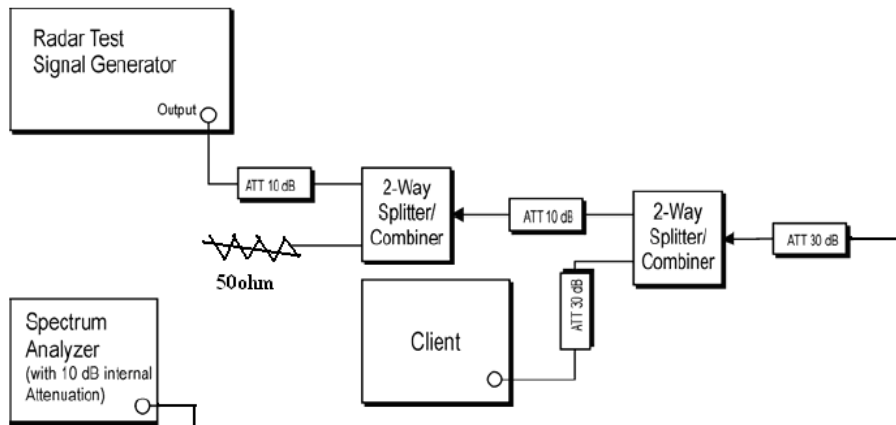 Radar Test
Signal Generator
Output
ATT 10 dB
2-Way
Splitter/
Combiner
ATT 10 dB
2-Way
Splitter/
Combiner
ATT 30 dB
50ohm
ATT 30 dB
Client
Spectrum
Analyzer
(with 10 dB internal
Attenuation)